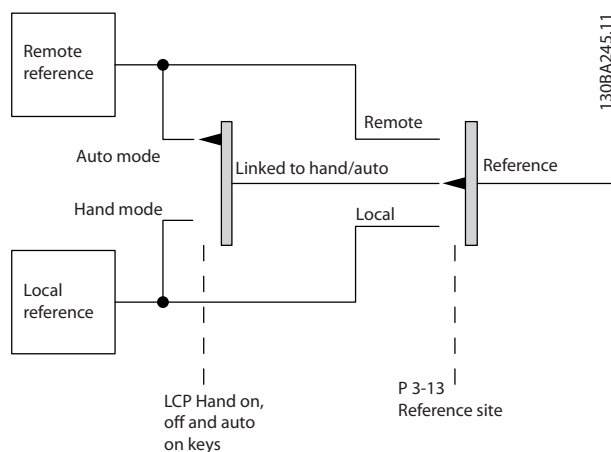 Remote
reference
130BA245.11
Remote
Auto mode
Linked to hand/auto
Reference
Hand mode
Local
Local
reference
LCP Hand on,
off and auto
on keys
P 3-13
Reference site